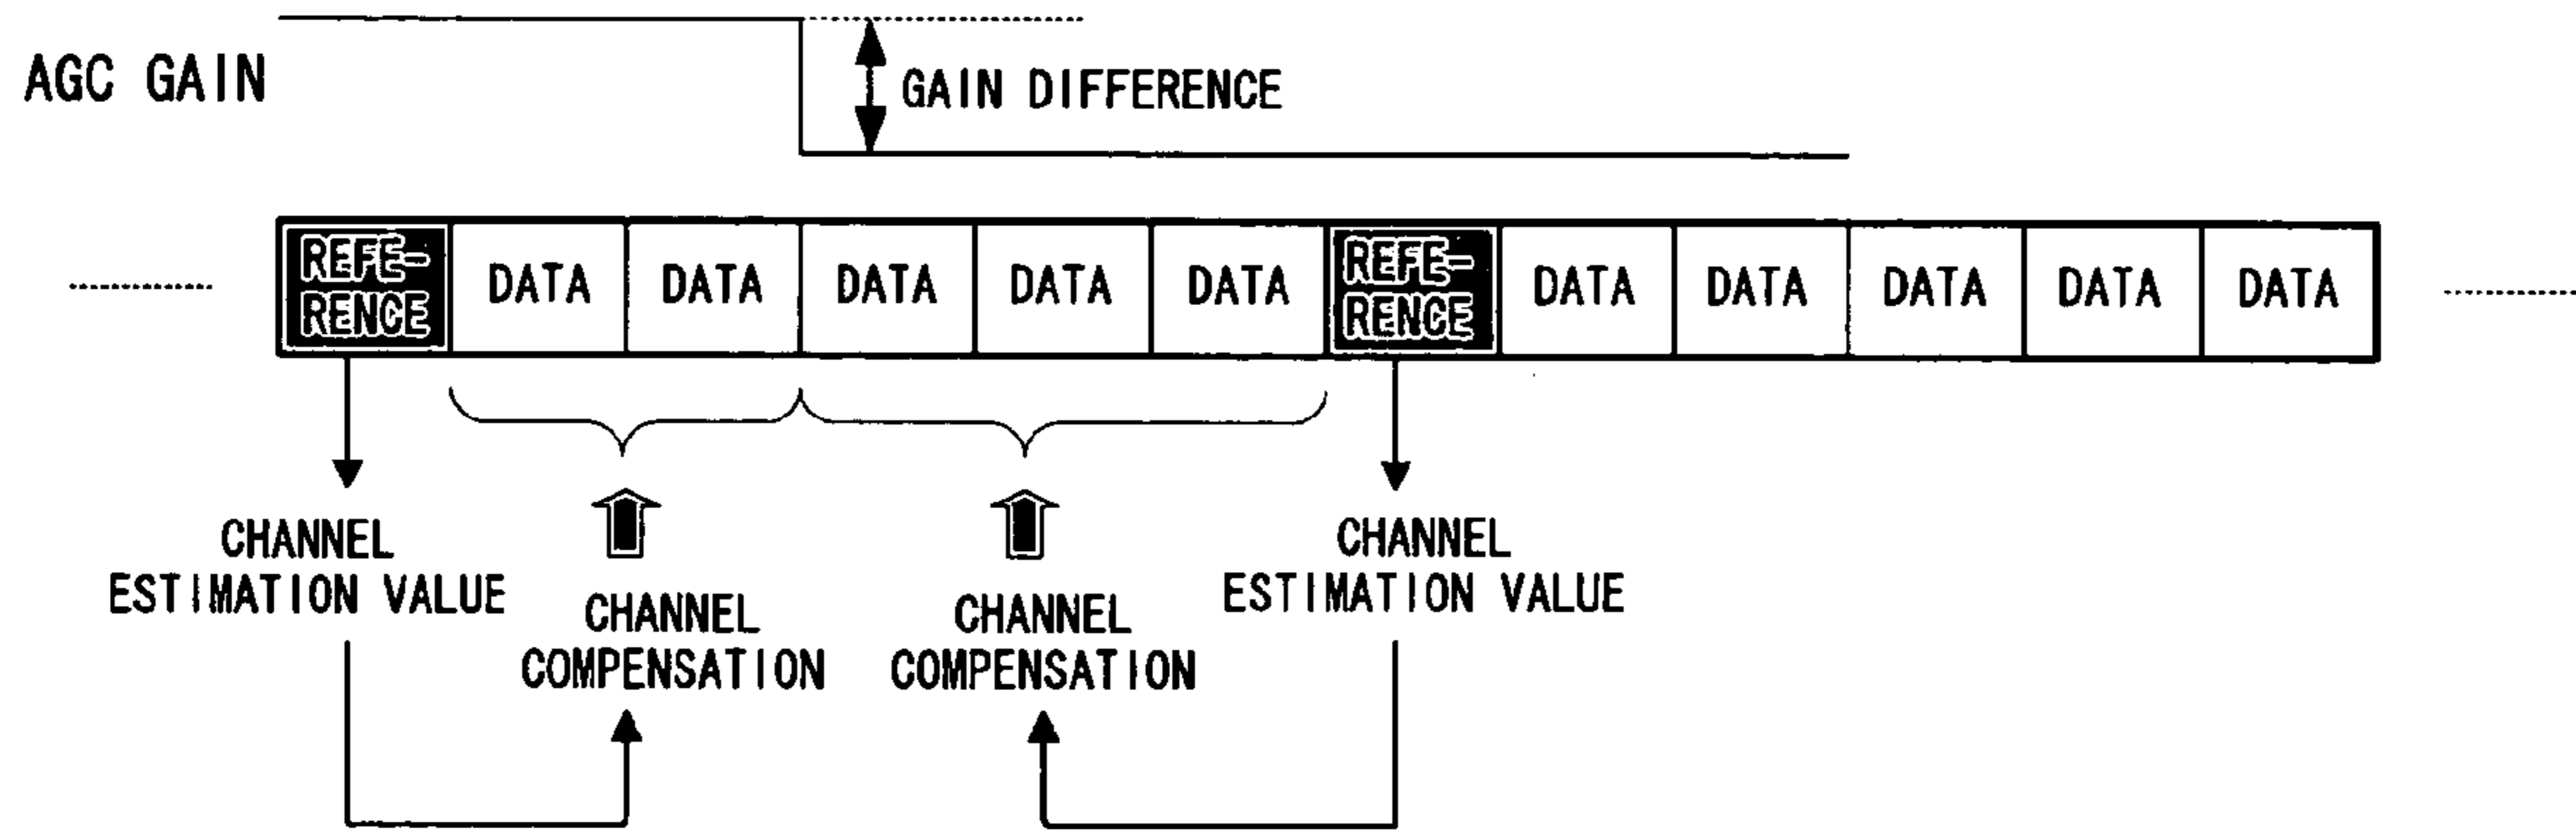 AGC GAIN
GAIN DIFFERENCE
REFE-
RENCE
DATA
DATA
DATA
DATA
DATA
REFE-
RENCE
DATA
DATA
DATA
DATA
DATA
CHANNEL
ESTIMATION VALUE
CHANNEL
COMPENSATION
CHANNEL
COMPENSATION
CHANNEL
ESTIMATION VALUE